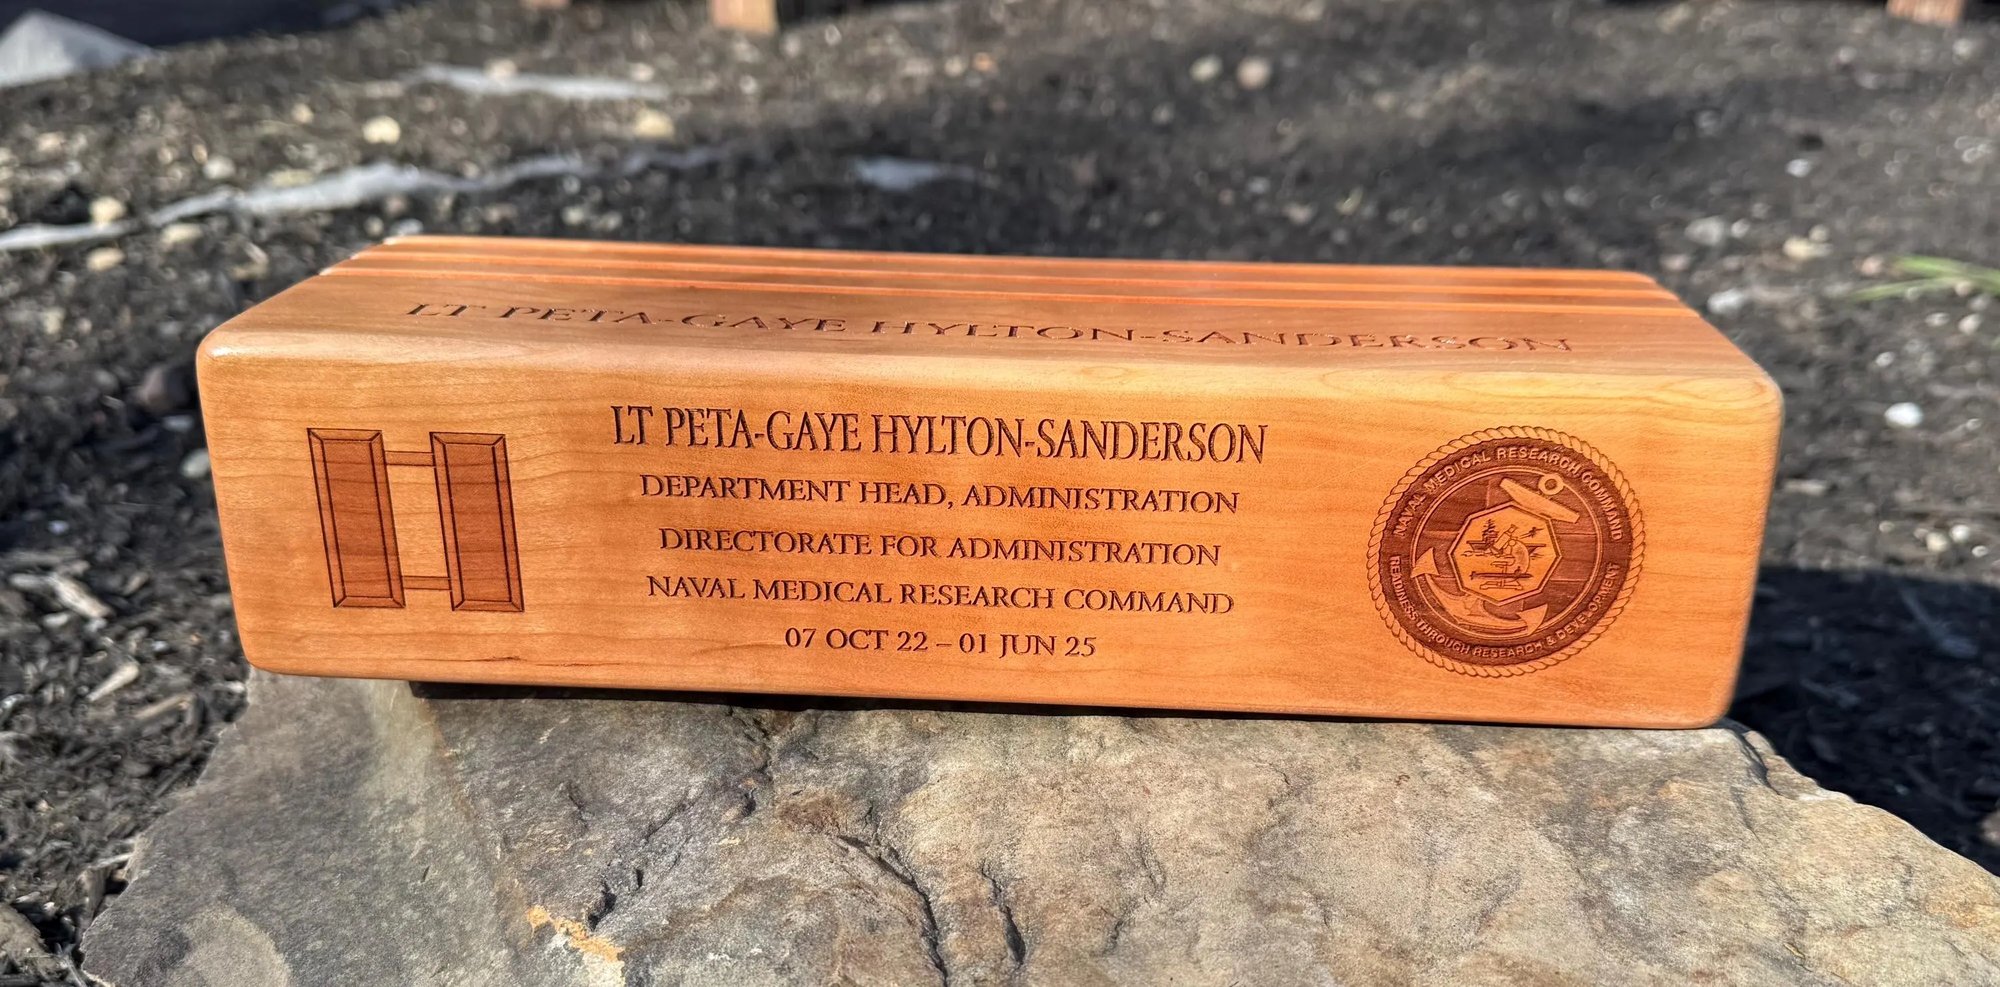 LT PETA-GAYE HYLTON-SANDERSON
LT PETA-GAYE HYLTON-SANDERSON
DEPARTMENT HEAD, ADMINISTRATION
DIRECTORATE FOR ADMINISTRATION
NAVAL MEDICAL RESEARCH COMMAND
07 OCT 22 – 01 JUN 25
NAVAL MEDICAL RESEARCH COMMAND
READINESS THROUGH RESEARCH & DEVELOPMENT